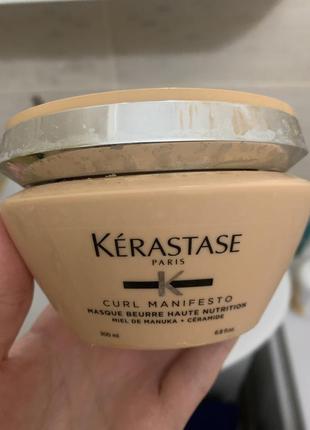 KÉRASTASE
PARIS
K
CURL MANIFESTO
MASQUE BEURRE HAUTE NUTRITION
MIEL DE MANUKA + CÉRAMIDE
200 ml 6.8 fl.oz.